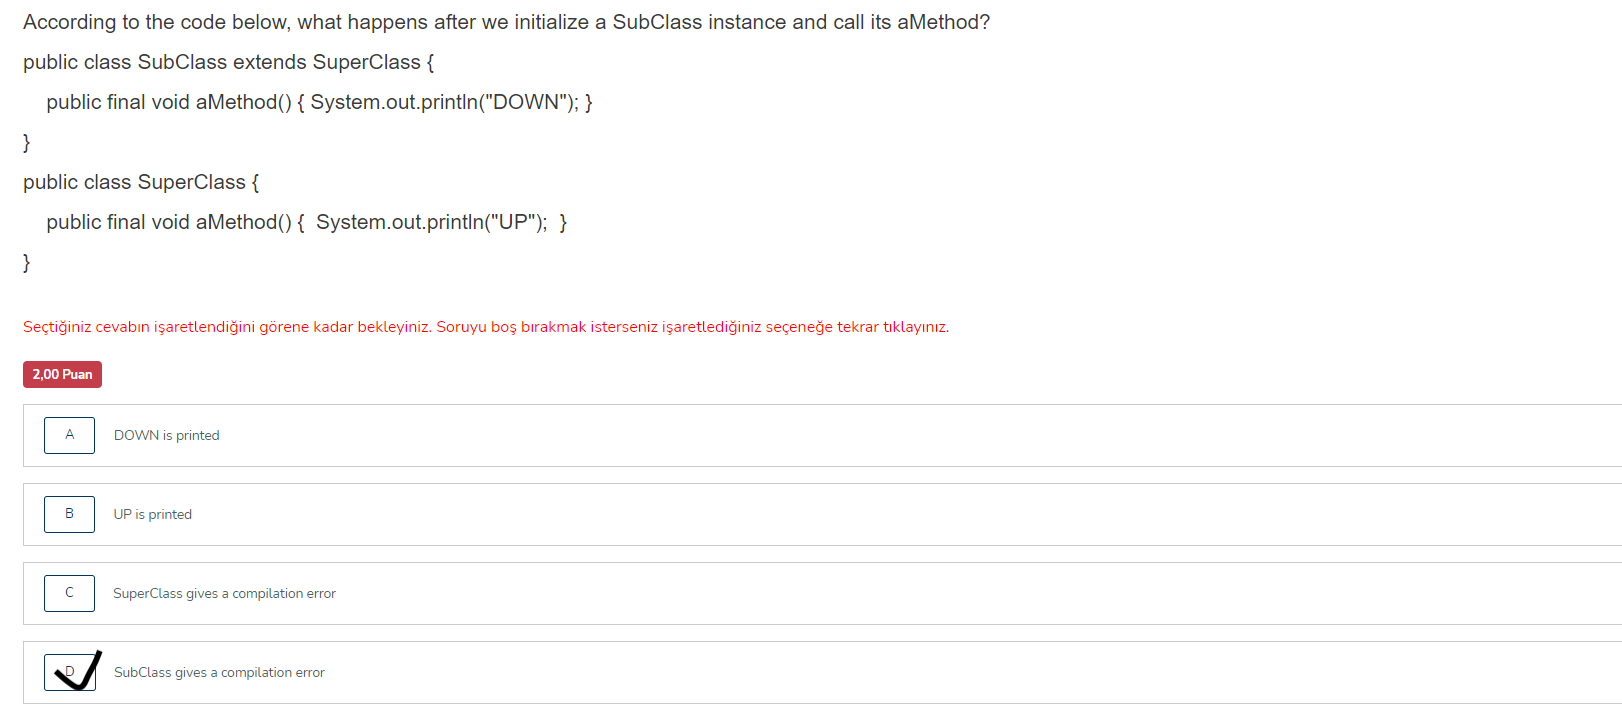 According to the code below, what happens after we initialize a SubClass instance and call its aMethod?
public class SubClass extends SuperClass {
public final void aMethod() { System.out.println("DOWN"); }
}
public class SuperClass {
public final void aMethod() {  System.out.println("UP");  }
}
Seçtiğiniz cevabın işaretlendiğini görene kadar bekleyiniz. Soruyu boş bırakmak isterseniz işaretlediğiniz seçeneğe tekrar tıklayınız.
2,00 Puan
A DOWN is printed
B UP is printed
C SuperClass gives a compilation error
D SubClass gives a compilation error